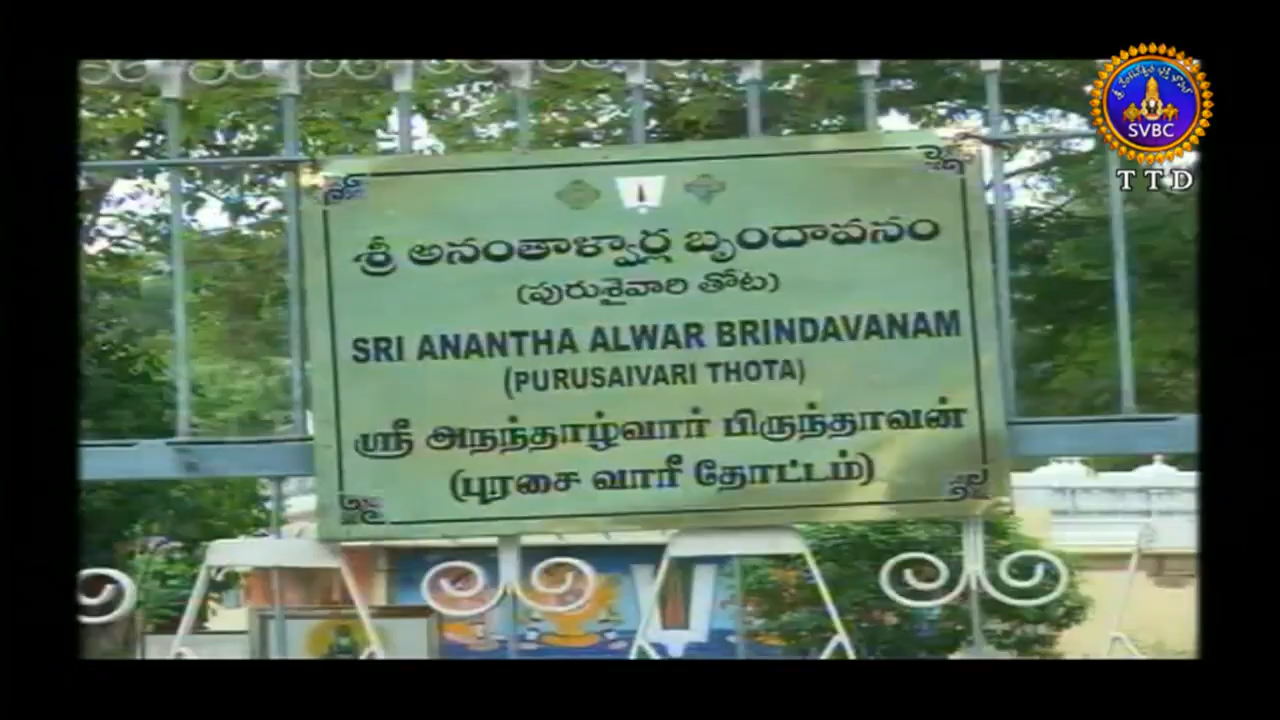 SVBC
TTD
శ్రీ అనంతాళ్వార్ల బృందావనం
(పురుశైవారి తోట)
SRI ANANTHA ALWAR BRINDAVANAM
(PURUSAIVARI THOTA)
ஸ்ரீ அநந்தாழ்வார் பிருந்தாவன்
(புரசை வாரீ தோட்டம்)